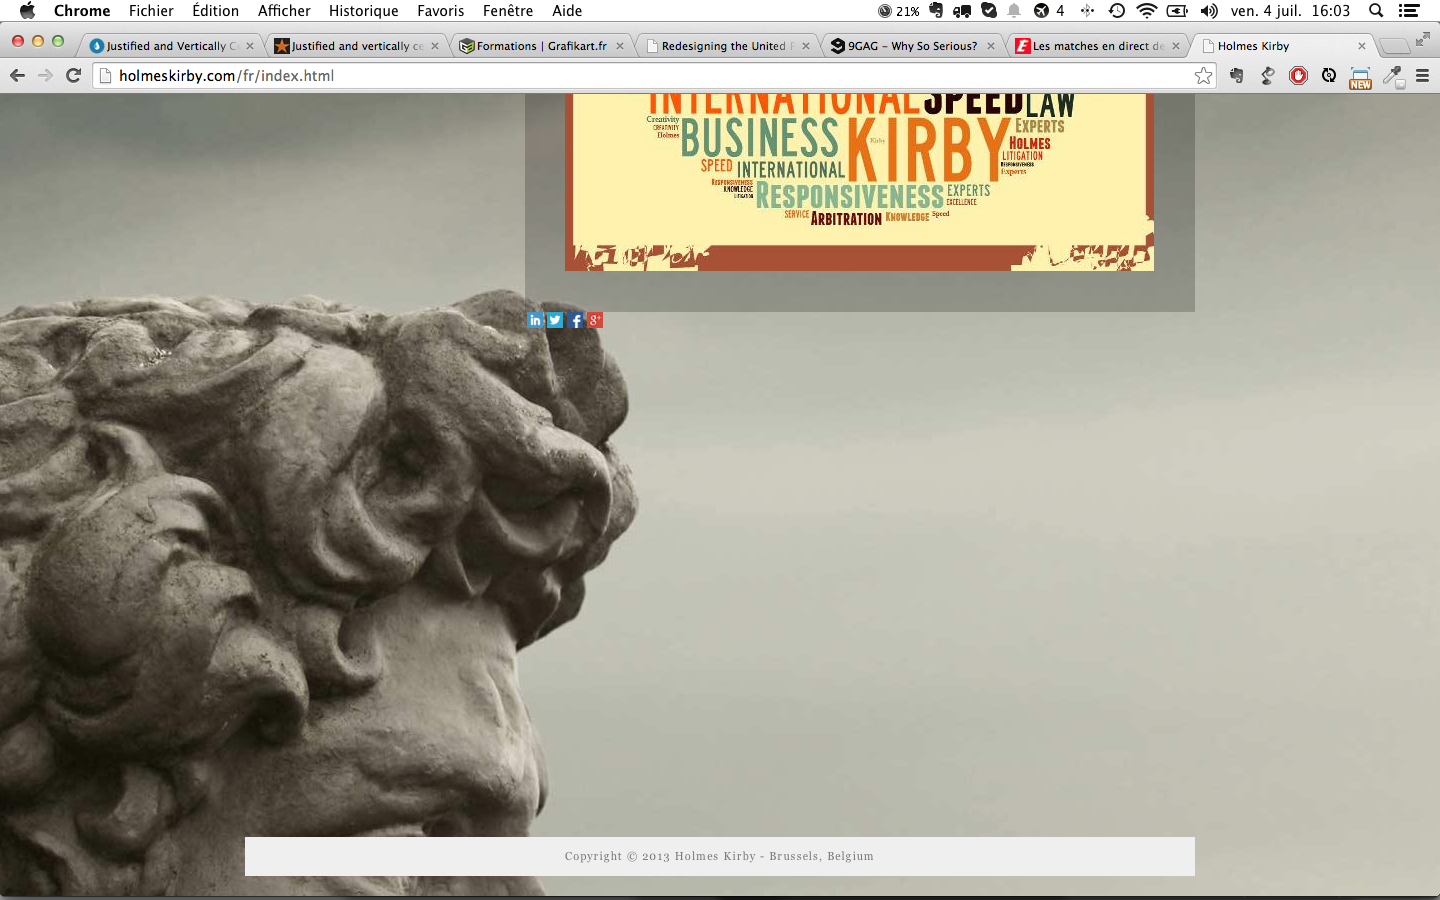 Chrome Fichier Édition Afficher Historique Favoris Fenêtre Aide 21% 4 ven. 4 juil. 16:03
Justified and Vertically C Justified and vertically ce Formations | Grafikart.fr Redesigning the United 9GAG - Why So Serious? Les matches en direct de Holmes Kirby
holmeskirby.com/fr/index.html
NEW
INTERNATIONAL SPEED LAW
Creativity
CREATIVITY
Holmes
BUSINESS KIRBY Kirby EXPERTS
HOLMES
LITIGATION
RESPONSIVENESS
Experts
SPEED INTERNATIONAL
RESPONSIVENESS
KNOWLEDGE
LITIGATION
RESPONSIVENESS EXPERTS
EXCELLENCE
SERVICE ARBITRATION KNOWLEDGE Speed
in f g+
Copyright © 2013 Holmes Kirby - Brussels, Belgium